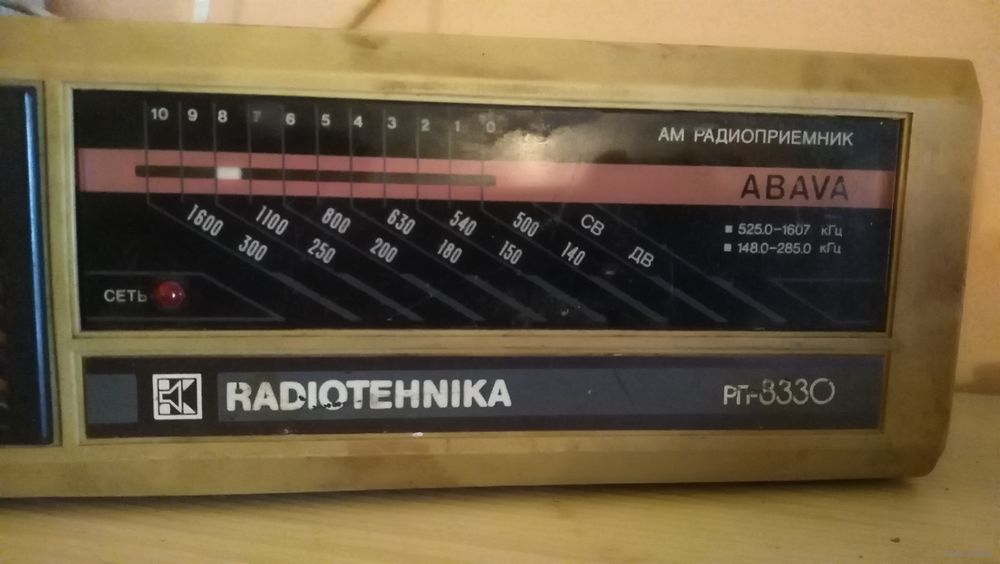 10 9 8 7 6 5 4 3 2 1 0
АМ РАДИОПРИЕМНИК
ABAVA
1600 1100 800 630 540 500 СВ
300 250 200 180 150 140 ДВ
525.0-1607 кГц
148.0-285.0 кГц
СЕТЬ
RADIOTEHNIKA
РП-8330